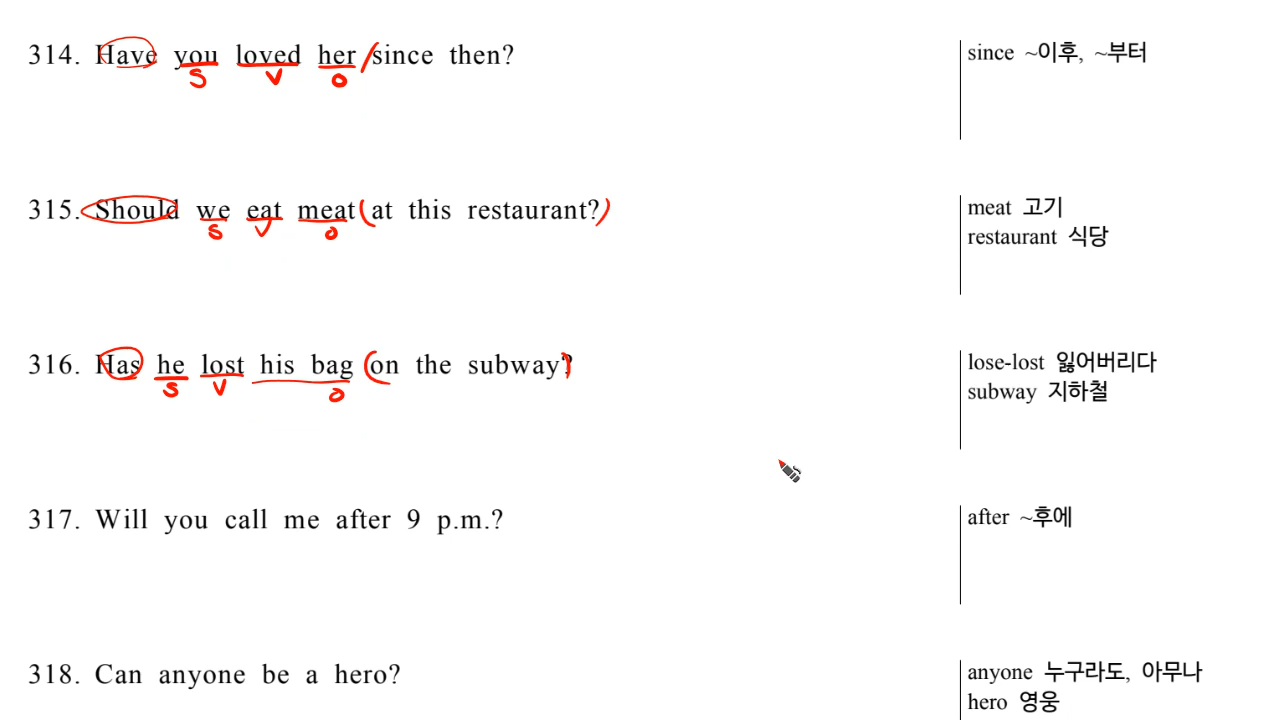 314. Have you loved her since then?
S V O
since ~이후, ~부터
315. Should we eat meat (at this restaurant?)
S V O
meat 고기
restaurant 식당
316. Has he lost his bag (on the subway?)
S V O
lose-lost 잃어버리다
subway 지하철
317. Will you call me after 9 p.m.?
after ~후에
318. Can anyone be a hero?
anyone 누구라도, 아무나
hero 영웅